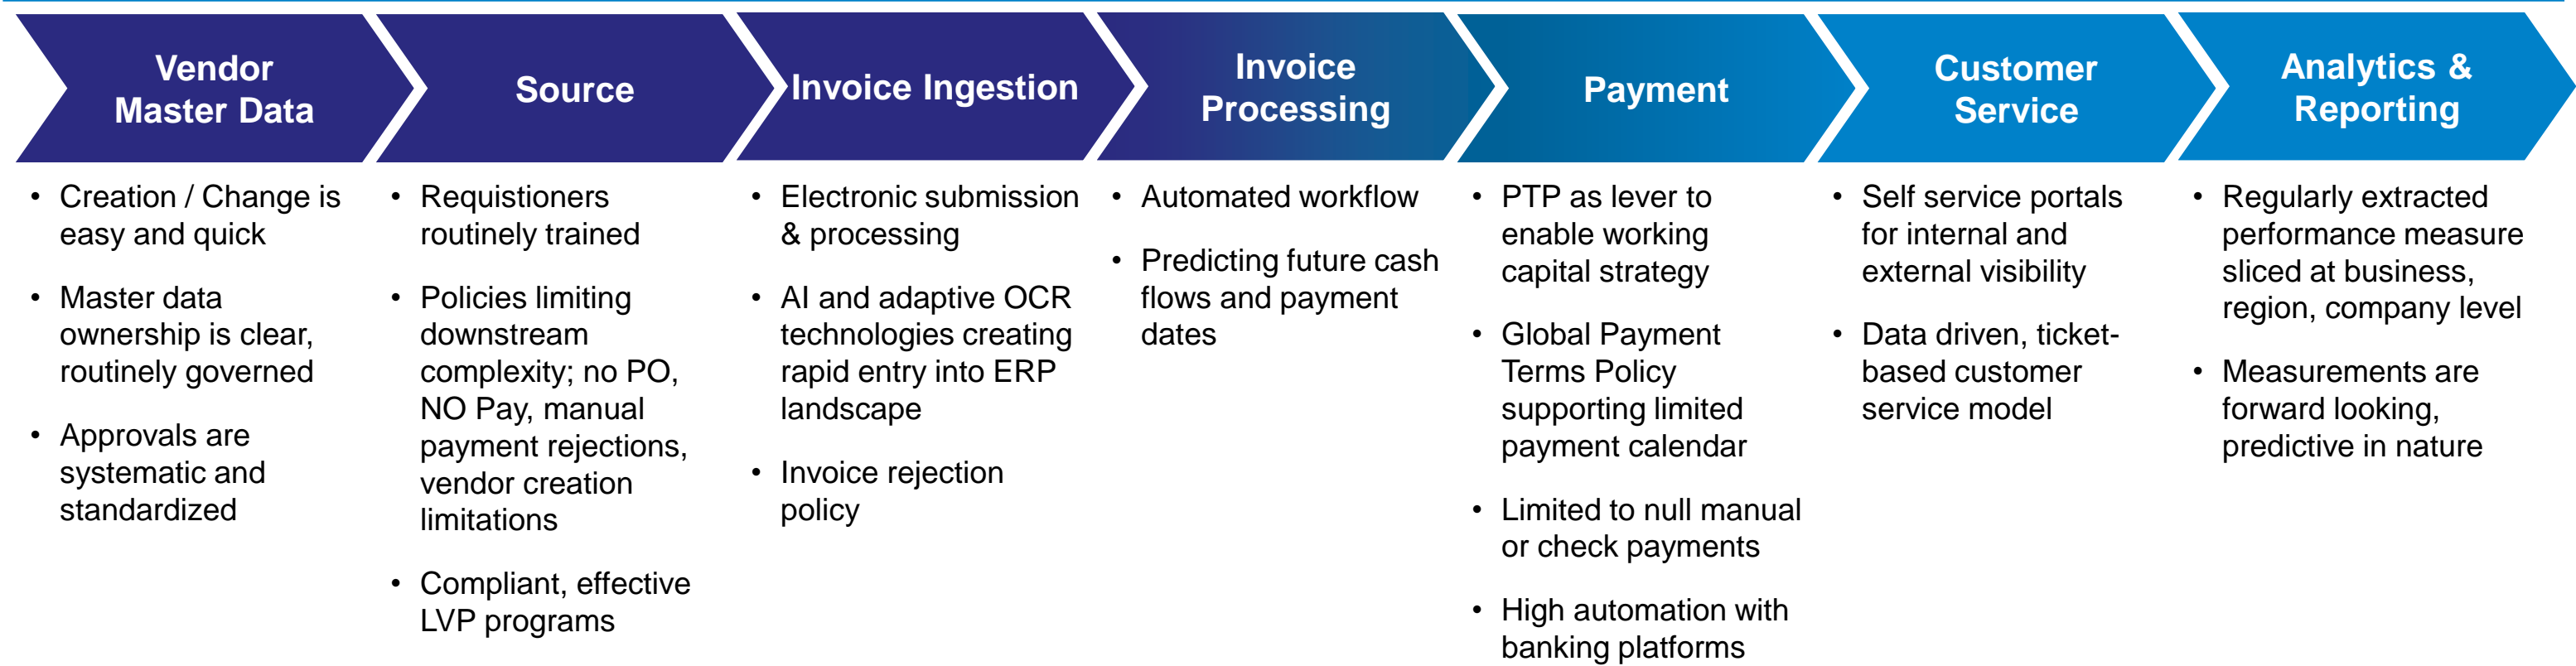 Vendor
Master Data
Source
Invoice Ingestion
Invoice
Processing
Payment
Customer
Service
Analytics &
Reporting
• Creation / Change is
easy and quick
• Master data
ownership is clear,
routinely governed
• Approvals are
systematic and
standardized
• Requistioners
routinely trained
• Policies limiting
downstream
complexity; no PO,
NO Pay, manual
payment rejections,
vendor creation
limitations
• Compliant, effective
LVP programs
• Electronic submission
& processing
• AI and adaptive OCR
technologies creating
rapid entry into ERP
landscape
• Invoice rejection
policy
• Automated workflow
• Predicting future cash
flows and payment
dates
• PTP as lever to
enable working
capital strategy
• Global Payment
Terms Policy
supporting limited
payment calendar
• Limited to null manual
or check payments
• High automation with
banking platforms
• Self service portals
for internal and
external visibility
• Data driven, ticket-
based customer
service model
• Regularly extracted
performance measure
sliced at business,
region, company level
• Measurements are
forward looking,
predictive in nature